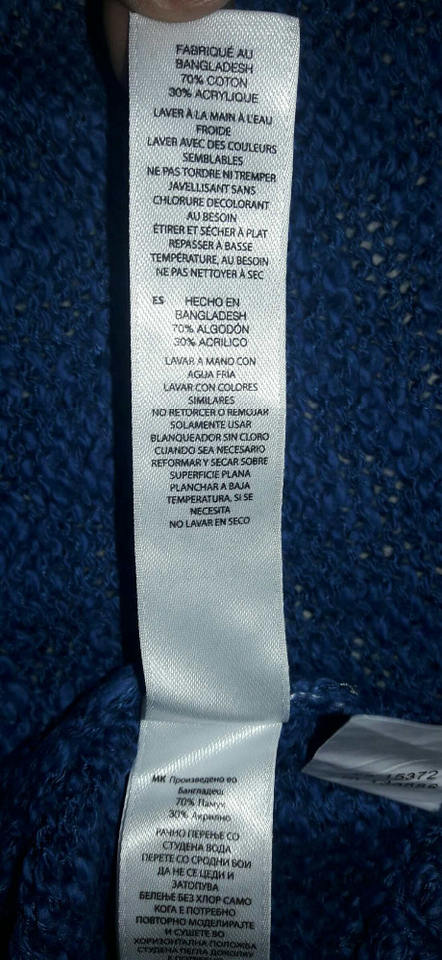 FABRIQUÉ AU
BANGLADESH
70% COTON
30% ACRYLIQUE
LAVER À LA MAIN À L'EAU
FROIDE
LAVER AVEC DES COULEURS
SEMBLABLES
NE PAS TORDRE NI TREMPER
JAVELLISANT SANS
CHLORURE DECOLORANT
AU BESOIN
ÉTIRER ET SÉCHER À PLAT
REPASSER À BASSE
TEMPÉRATURE, AU BESOIN
NE PAS NETTOYER À SEC
ES HECHO EN
BANGLADESH
70% ALGODÓN
30% ACRILICO
LAVAR A MANO CON
AGUA FRIA
LAVAR CON COLORES
SIMILARES
NO RETORCER O REMOJAR
SOLAMENTE USAR
BLANQUEADOR SIN CLORO
CUANDO SEA NECESARIO
REFORMAR Y SECAR SOBRE
SUPERFICIE PLANA
PLANCHAR A BAJA
TEMPERATURA, SI SE
NECESITA
NO LAVAR EN SECO
15372
МК Произведено во
Бангладеш
70% Памук
30% Акрилно
РАЧНО ПЕРЕЊЕ СО
СТУДЕНА ВОДА
ПЕРЕТЕ СО СРОДНИ БОИ
ДА НЕ СЕ ЦЕДИ И
ЗАТОПУВА
БЕЛЕЊЕ БЕЗ ХЛОР САМО
КОГА Е ПОТРЕБНО
ПОВТОРНО МОДЕЛИРАЈТЕ
И СУШЕТЕ ВО
ХОРИЗОНТАЛНА ПОЛОЖБА
СТУДЕНА ПЕГЛА ДОКОЛКУ